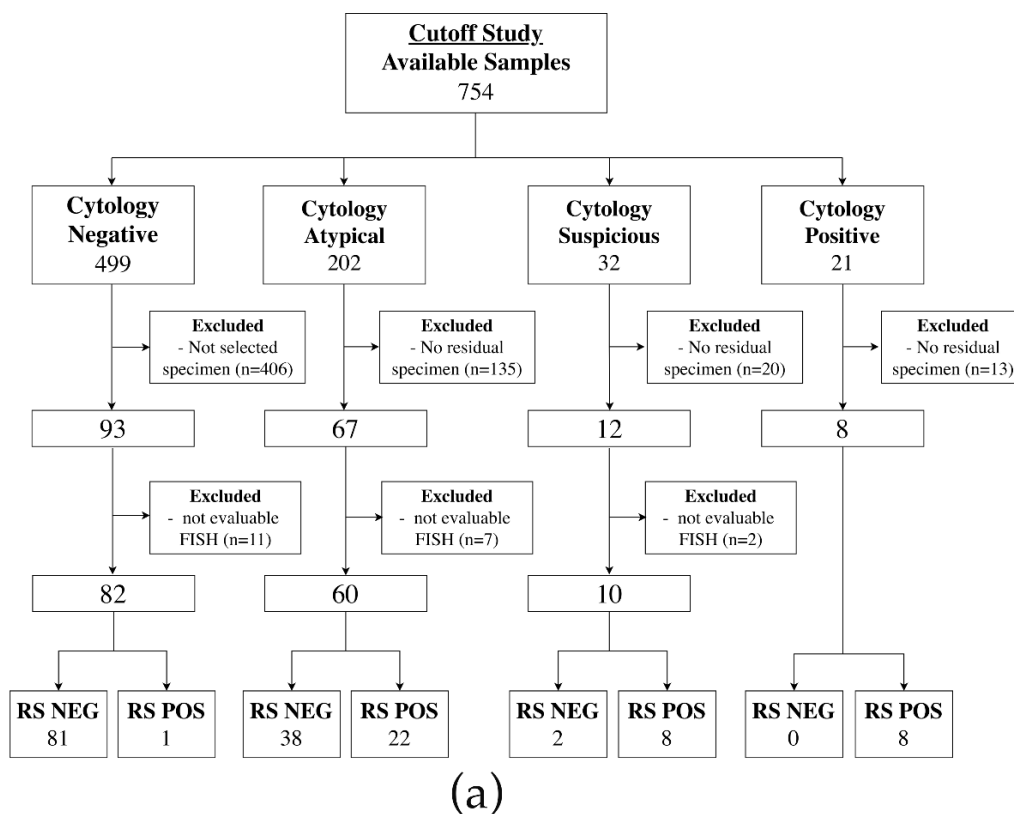 Cutoff Study
Available Samples
754
Cytology
Negative
499
Cytology
Atypical
202
Cytology
Suspicious
32
Cytology
Positive
21
Excluded
- Not selected
specimen (n=406)
Excluded
- No residual
specimen (n=135)
Excluded
- No residual
specimen (n=20)
Excluded
- No residual
specimen (n=13)
93
67
12
8
Excluded
- not evaluable
FISH (n=11)
Excluded
- not evaluable
FISH (n=7)
Excluded
- not evaluable
FISH (n=2)
82
60
10
RS NEG
81
RS POS
1
RS NEG
38
RS POS
22
RS NEG
2
RS POS
8
RS NEG
0
RS POS
8
(a)